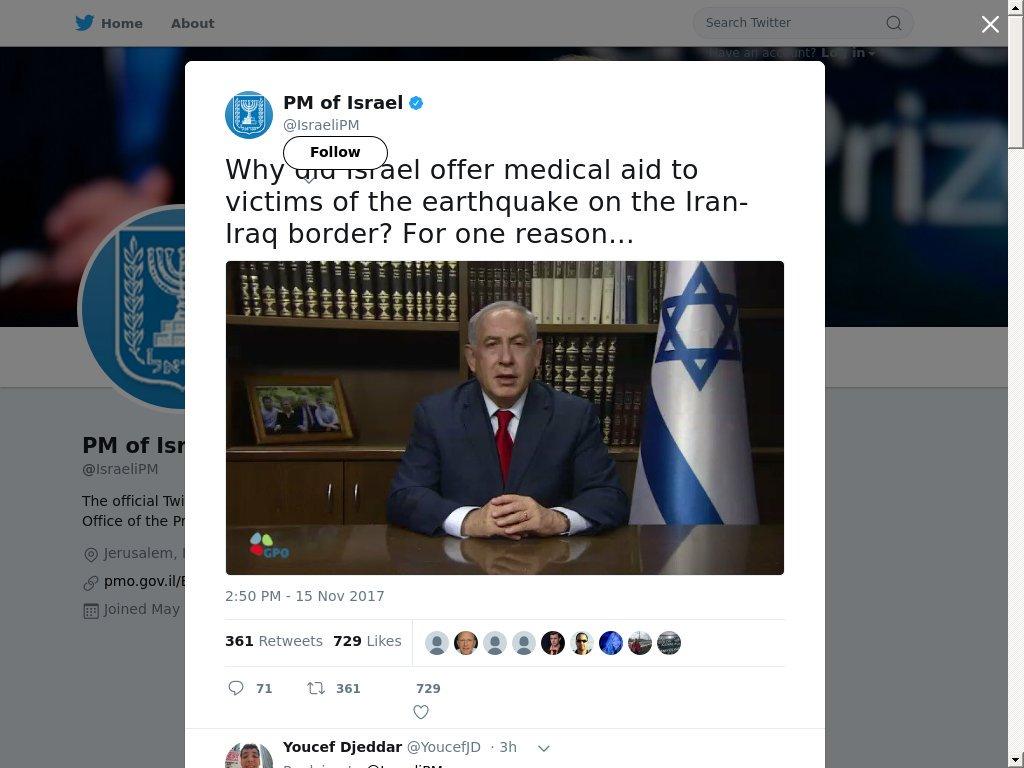 Home
About
Search Twitter
Have an account? Log in
PM of Israel
@IsraeliPM
Follow
Why did Israel offer medical aid to
victims of the earthquake on the Iran-
Iraq border? For one reason...
GPO
2:50 PM - 15 Nov 2017
361 Retweets 729 Likes
71 361 729
Youcef Djeddar @YoucefJD · 3h
@IsraeliPM
PM of Isr
@IsraeliPM
The official Twi
Office of the Pr
Jerusalem, I
pmo.gov.il/E
Joined May
riz